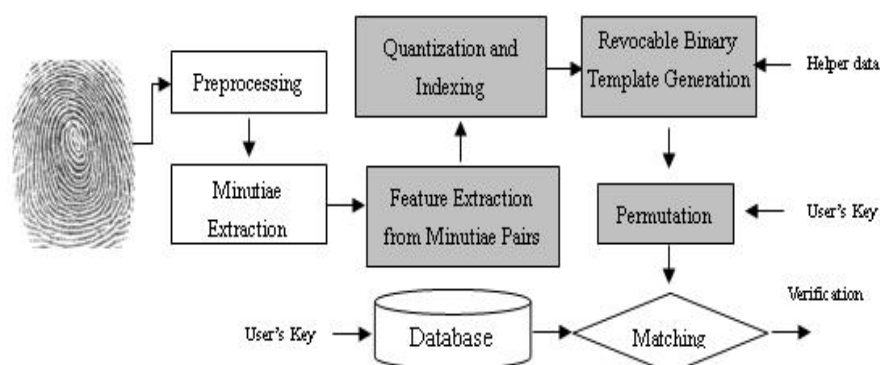 Preprocessing
Minutiae
Extraction
Feature Extraction
from Minutiae Pairs
Quantization and
Indexing
Revocable Binary
Template Generation
Helper data
Permutation
User's Key
User's Key
Database
Matching
Verification